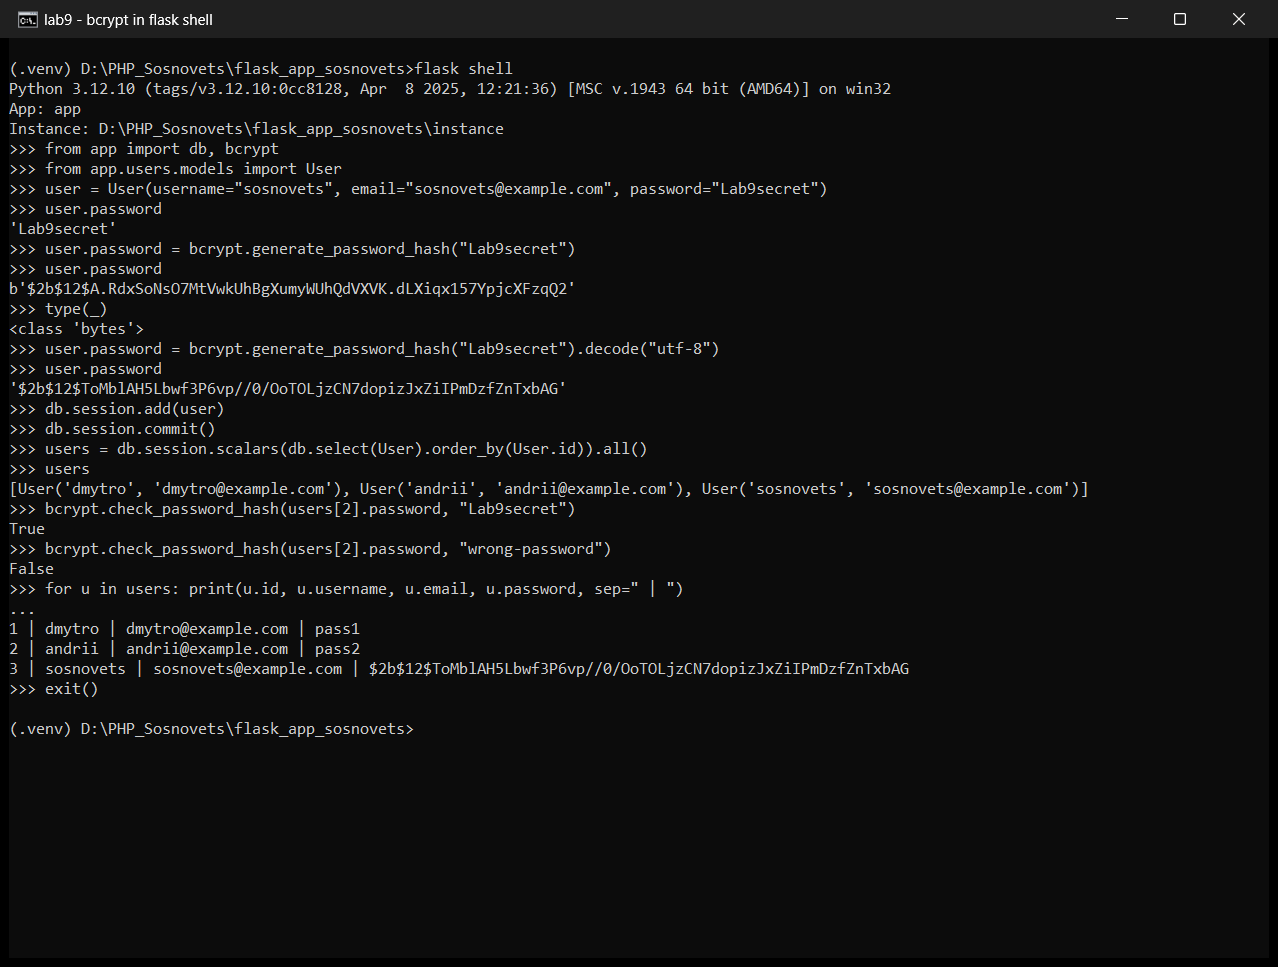 lab9 - bcrypt in flask shell
(.venv) D:\PHP_Sosnovets\flask_app_sosnovets>flask shell
Python 3.12.10 (tags/v3.12.10:0cc8128, Apr  8 2025, 12:21:36) [MSC v.1943 64 bit (AMD64)] on win32
App: app
Instance: D:\PHP_Sosnovets\flask_app_sosnovets\instance
>>> from app import db, bcrypt
>>> from app.users.models import User
>>> user = User(username="sosnovets", email="sosnovets@example.com", password="Lab9secret")
>>> user.password
'Lab9secret'
>>> user.password = bcrypt.generate_password_hash("Lab9secret")
>>> user.password
b'$2b$12$A.RdxSoNsO7MtVwkUhBgXumyWUhQdVXVK.dLXiqx157YpjcXFzqQ2'
>>> type(_)
<class 'bytes'>
>>> user.password = bcrypt.generate_password_hash("Lab9secret").decode("utf-8")
>>> user.password
'$2b$12$ToMblAH5Lbwf3P6vp//0/OoTOLjzCN7dopizJxZiIPmDzfZnTxbAG'
>>> db.session.add(user)
>>> db.session.commit()
>>> users = db.session.scalars(db.select(User).order_by(User.id)).all()
>>> users
[User('dmytro', 'dmytro@example.com'), User('andrii', 'andrii@example.com'), User('sosnovets', 'sosnovets@example.com')]
>>> bcrypt.check_password_hash(users[2].password, "Lab9secret")
True
>>> bcrypt.check_password_hash(users[2].password, "wrong-password")
False
>>> for u in users: print(u.id, u.username, u.email, u.password, sep=" | ")
...
1 | dmytro | dmytro@example.com | pass1
2 | andrii | andrii@example.com | pass2
3 | sosnovets | sosnovets@example.com | $2b$12$ToMblAH5Lbwf3P6vp//0/OoTOLjzCN7dopizJxZiIPmDzfZnTxbAG
>>> exit()
(.venv) D:\PHP_Sosnovets\flask_app_sosnovets>